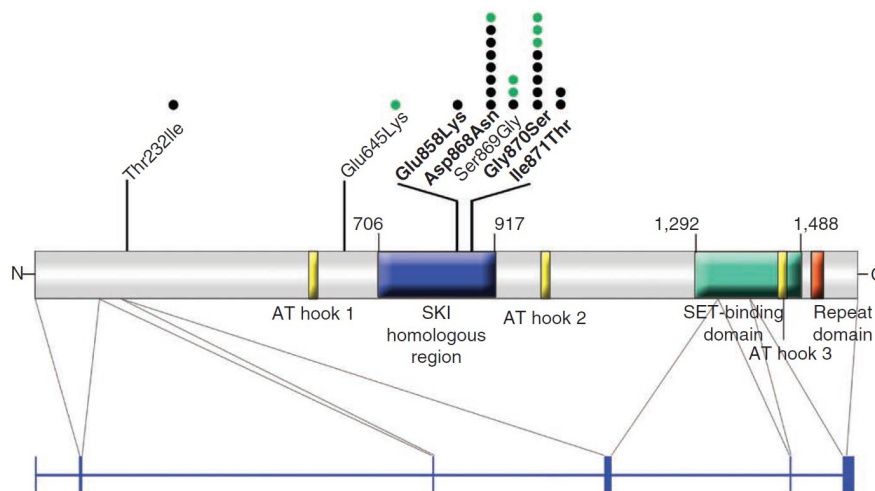 Thr232Ile
Glu645Lys
Glu858Lys
Asp868Asn
Ser869Gly
Gly870Ser
Ile871Thr
706
917
1,292
1,488
N
C
AT hook 1
SKI
homologous
region
AT hook 2
SET-binding
domain
AT hook 3
Repeat
domain